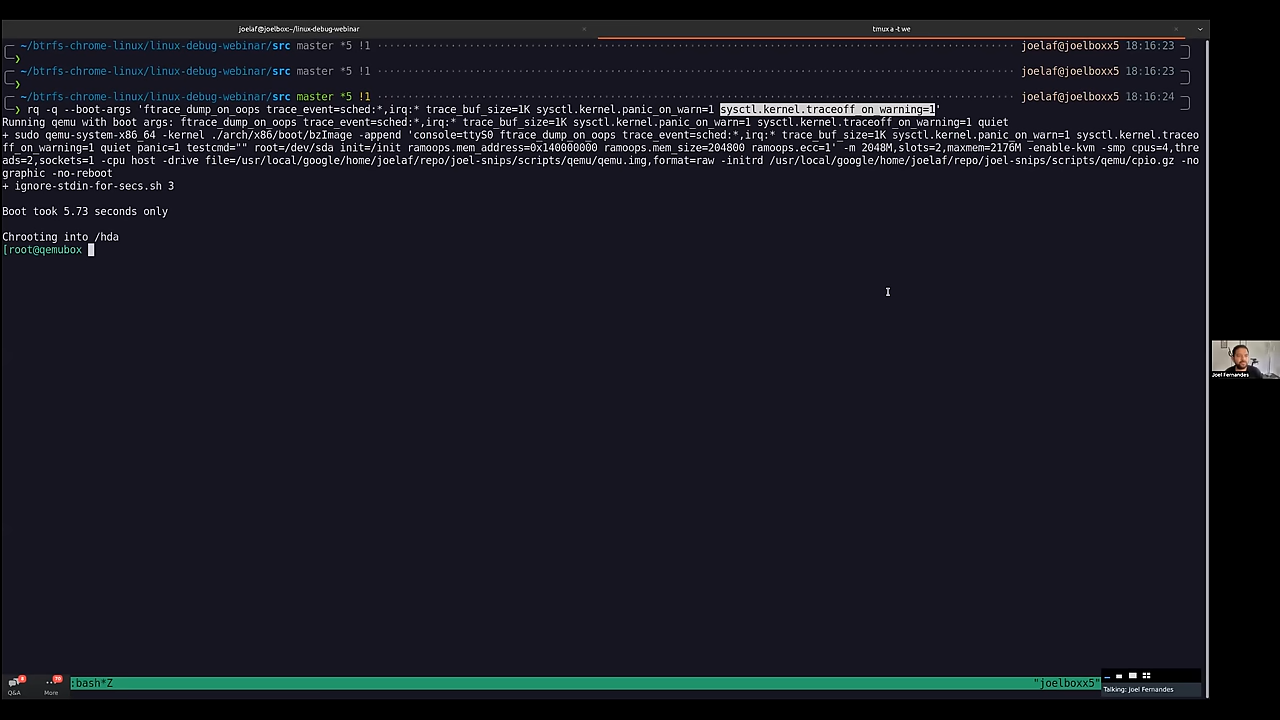 joelaf@joelbox:~/linux-debug-webinar
tmux a -t we
~/btrfs-chrome-linux/linux-debug-webinar/src master *5 !1 joelaf@joelboxx5 18:16:23
❯
~/btrfs-chrome-linux/linux-debug-webinar/src master *5 !1 joelaf@joelboxx5 18:16:23
❯
~/btrfs-chrome-linux/linux-debug-webinar/src master *5 !1 joelaf@joelboxx5 18:16:24
❯ rq -q --boot-args 'ftrace_dump_on_oops trace_event=sched:*,irq:* trace_buf_size=1K sysctl.kernel.panic_on_warn=1 sysctl.kernel.traceoff_on_warning=1'
Running qemu with boot args: ftrace_dump_on_oops trace_event=sched:*,irq:* trace_buf_size=1K sysctl.kernel.panic_on_warn=1 sysctl.kernel.traceoff_on_warning=1 quiet
+ sudo qemu-system-x86_64 -kernel ./arch/x86/boot/bzImage -append 'console=ttyS0 ftrace_dump_on_oops trace_event=sched:*,irq:* trace_buf_size=1K sysctl.kernel.panic_on_warn=1 sysctl.kernel.traceo
ff_on_warning=1 quiet panic=1 testcmd="" root=/dev/sda init=/init ramoops.mem_address=0x140000000 ramoops.mem_size=204800 ramoops.ecc=1' -m 2048M,slots=2,maxmem=2176M -enable-kvm -smp cpus=4,thre
ads=2,sockets=1 -cpu host -drive file=/usr/local/google/home/joelaf/repo/joel-snips/scripts/qemu/qemu.img,format=raw -initrd /usr/local/google/home/joelaf/repo/joel-snips/scripts/qemu/cpio.gz -no
graphic -no-reboot
+ ignore-stdin-for-secs.sh 3
Boot took 5.73 seconds only
Chrooting into /hda
[root@qemubox
Joel Fernandes
:bash*Z
"joelboxx5"
Q&A
More
Talking: Joel Fernandes